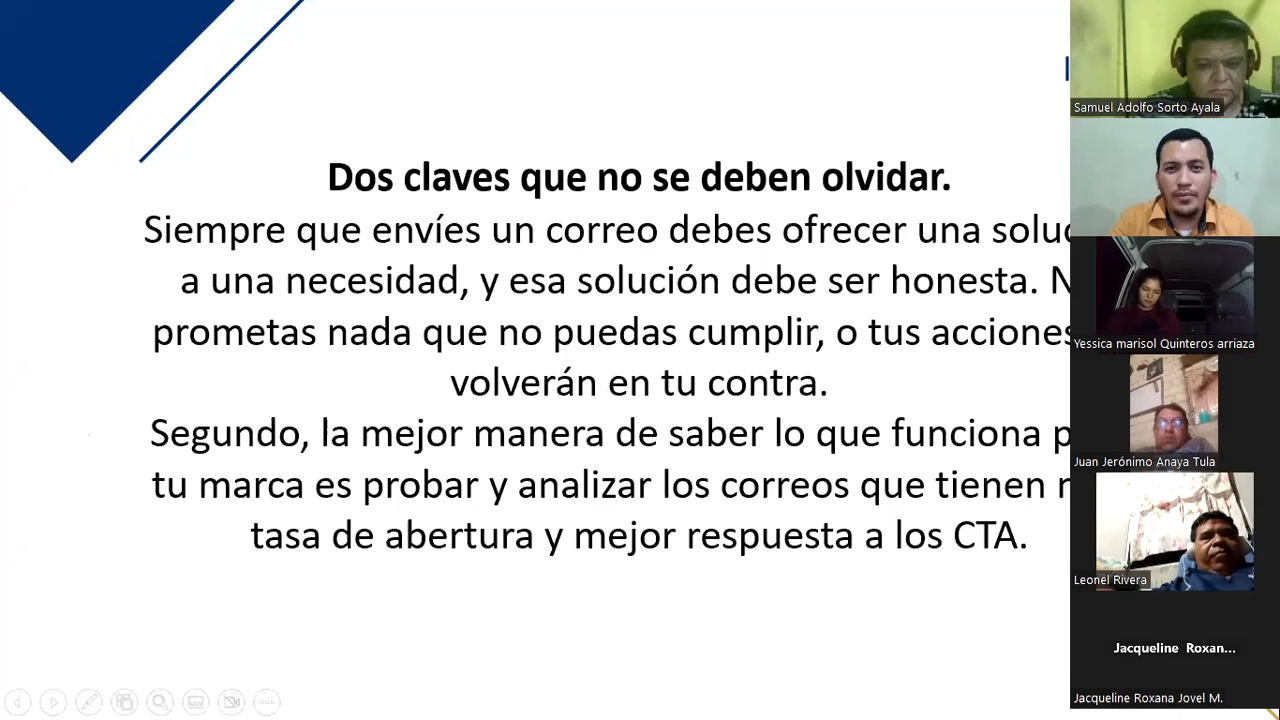 Dos claves que no se deben olvidar.
Siempre que envíes un correo debes ofrecer una
a una necesidad, y esa solución debe ser honesta.
prometas nada que no puedas cumplir, o tus acciones
volverán en tu contra.
Segundo, la mejor manera de saber lo que funciona
tu marca es probar y analizar los correos que tienen
tasa de abertura y mejor respuesta a los CTA.
Samuel Adolfo Sorto Ayala
Yessica marisol Quinteros arriaza
Juan Jerónimo Anaya Tula
Leonel Rivera
Jacqueline Roxan...
Jacqueline Roxana Jovel M.